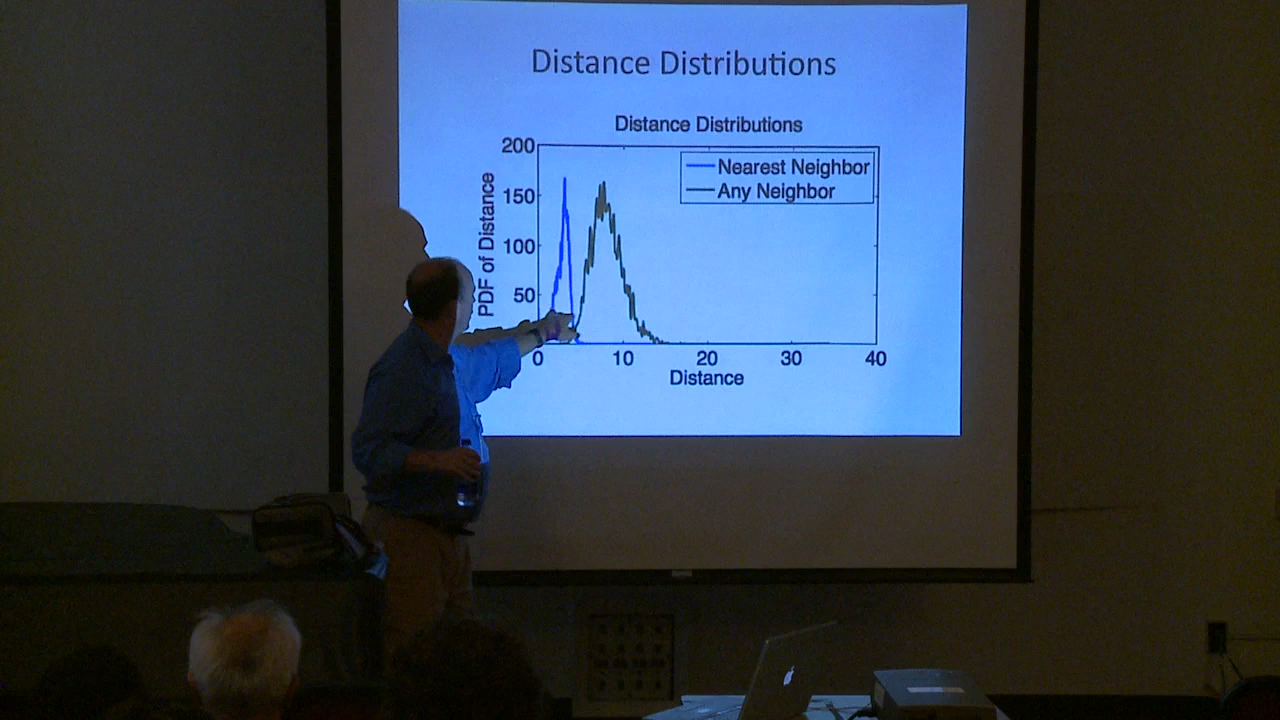 Distance Distributions
Distance Distributions
200
150
100
50
PDF of Distance
Nearest Neighbor
Any Neighbor
0 10 20 30 40
Distance